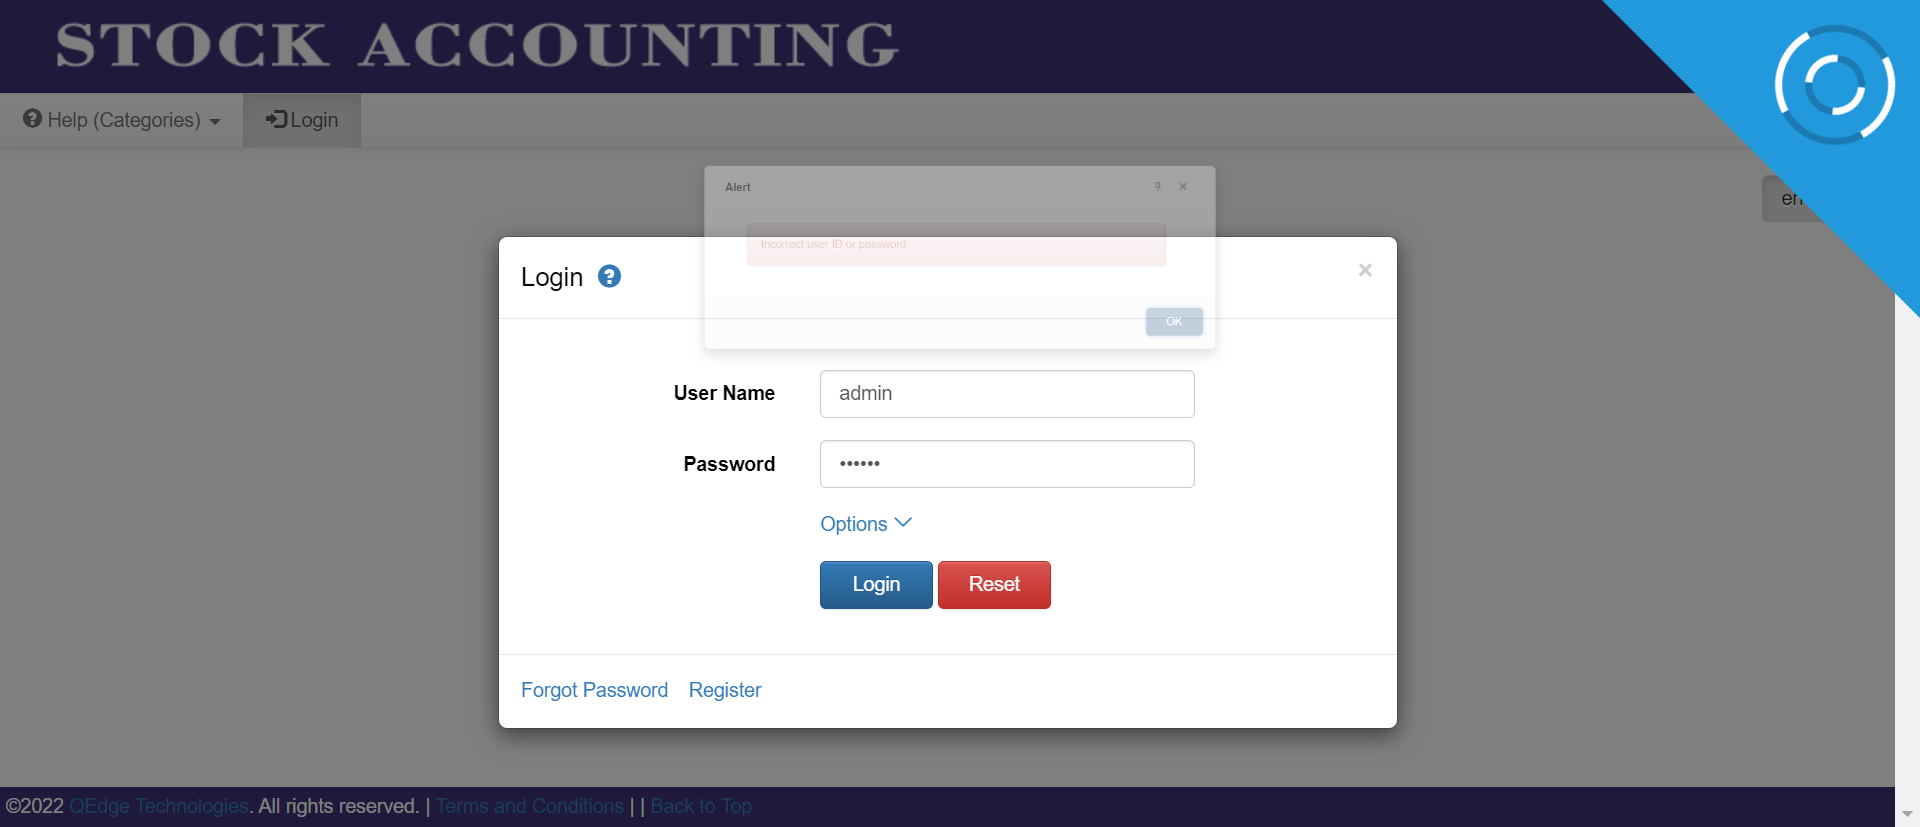 STOCK ACCOUNTING
Help (Categories)
Login
en
Alert
Incorrect user ID or password
OK
Login
User Name
admin
Password
••••••
Options
Login
Reset
Forgot Password
Register
©2022 QEdge Technologies. All rights reserved. | Terms and Conditions | | Back to Top